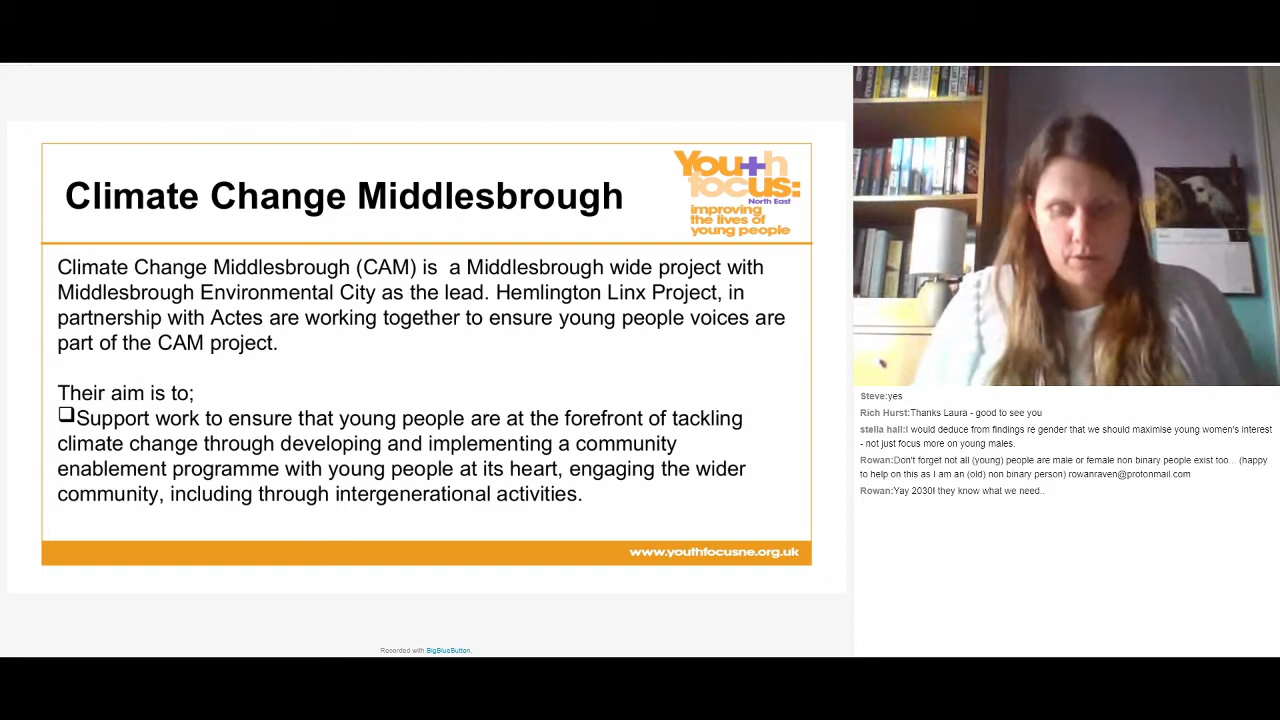 Climate Change Middlesbrough
You+h
focus:
North East
improving
the lives of
young people
Climate Change Middlesbrough (CAM) is  a Middlesbrough wide project with
Middlesbrough Environmental City as the lead. Hemlington Linx Project, in
partnership with Actes are working together to ensure young people voices are
part of the CAM project.
Their aim is to;
❑Support work to ensure that young people are at the forefront of tackling
climate change through developing and implementing a community
enablement programme with young people at its heart, engaging the wider
community, including through intergenerational activities.
www.youthfocusne.org.uk
Recorded with BigBlueButton.
Steve:yes
Rich Hurst:Thanks Laura - good to see you
stella hall:I would deduce from findings re gender that we should maximise young women's interest
- not just focus more on young males.
Rowan:Don't forget not all (young) people are male or female non binary people exist too... (happy
to help on this as I am an (old) non binary person) rowanraven@protonmail.com
Rowan:Yay 2030! they know what we need..